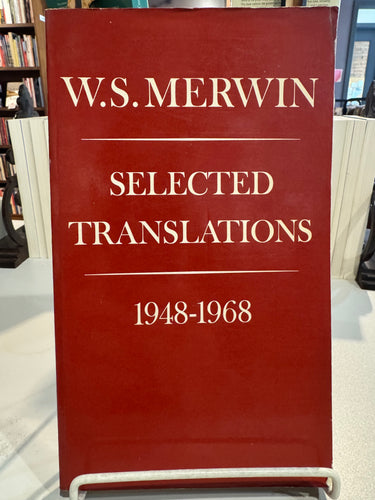 W.S. MERWIN
SELECTED
TRANSLATIONS
1948-1968